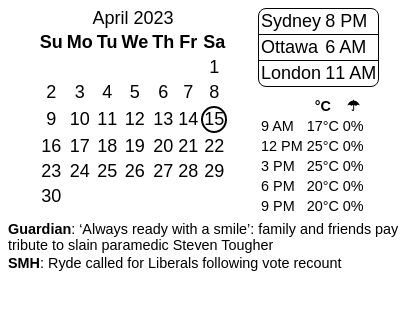 April 2023
Su Mo Tu We Th Fr Sa
1
2 3 4 5 6 7 8
9 10 11 12 13 14 15
16 17 18 19 20 21 22
23 24 25 26 27 28 29
30
Sydney 8 PM
Ottawa 6 AM
London 11 AM
°C ☂
9 AM 17°C 0%
12 PM 25°C 0%
3 PM 25°C 0%
6 PM 20°C 0%
9 PM 20°C 0%
Guardian: ‘Always ready with a smile’: family and friends pay
tribute to slain paramedic Steven Tougher
SMH: Ryde called for Liberals following vote recount